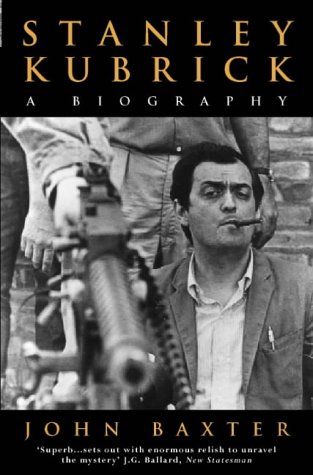 STANLEY
KUBRICK
A BIOGRAPHY
JOHN BAXTER
‘Superb...sets out with enormous relish to unravel
the mystery’ J.G. Ballard, New Statesman